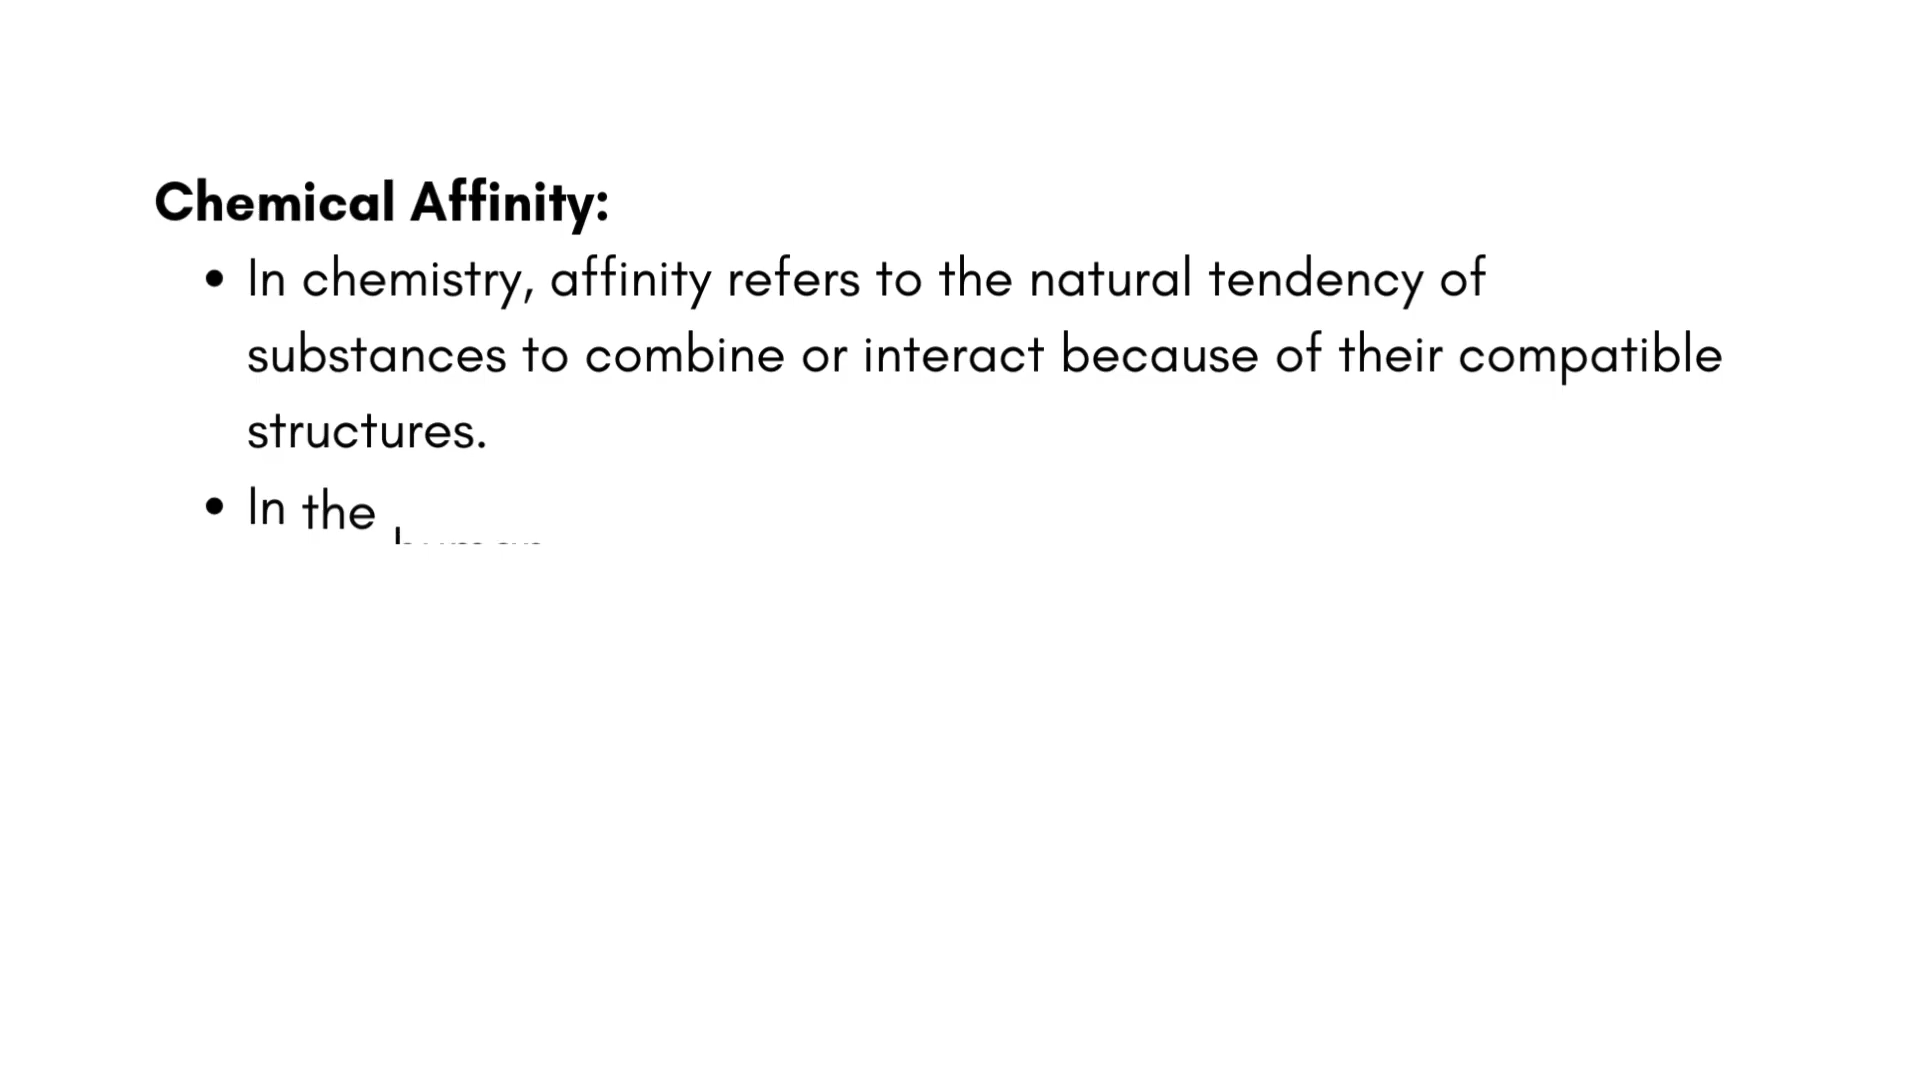 Chemical Affinity:
• In chemistry, affinity refers to the natural tendency of
substances to combine or interact because of their compatible
structures.
• In the